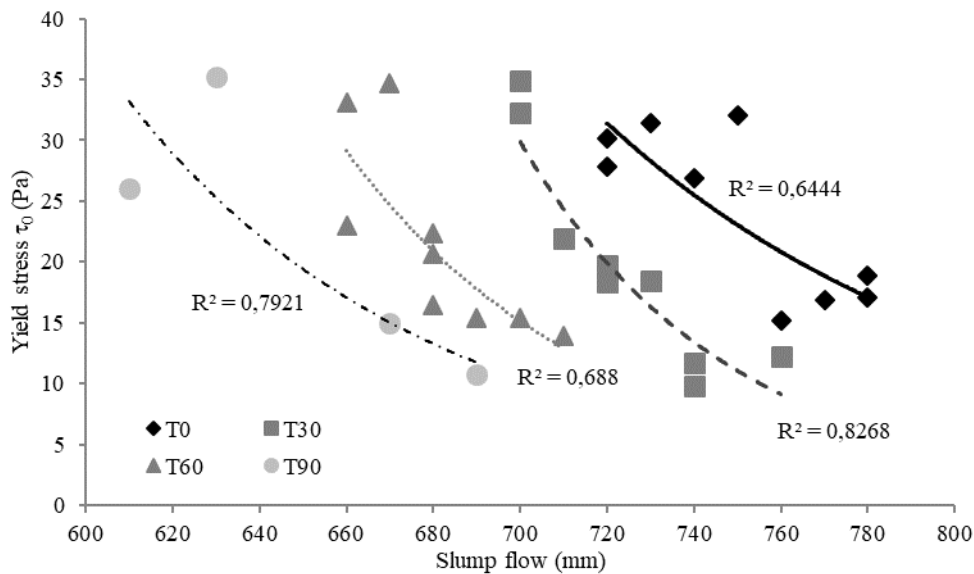 40
35
30
25
20
15
10
5
0
Yield stress τ0 (Pa)
R² = 0,6444
R² = 0,7921
R² = 0,688
R² = 0,8268
T0
T30
T60
T90
600 620 640 660 680 700 720 740 760 780 800
Slump flow (mm)